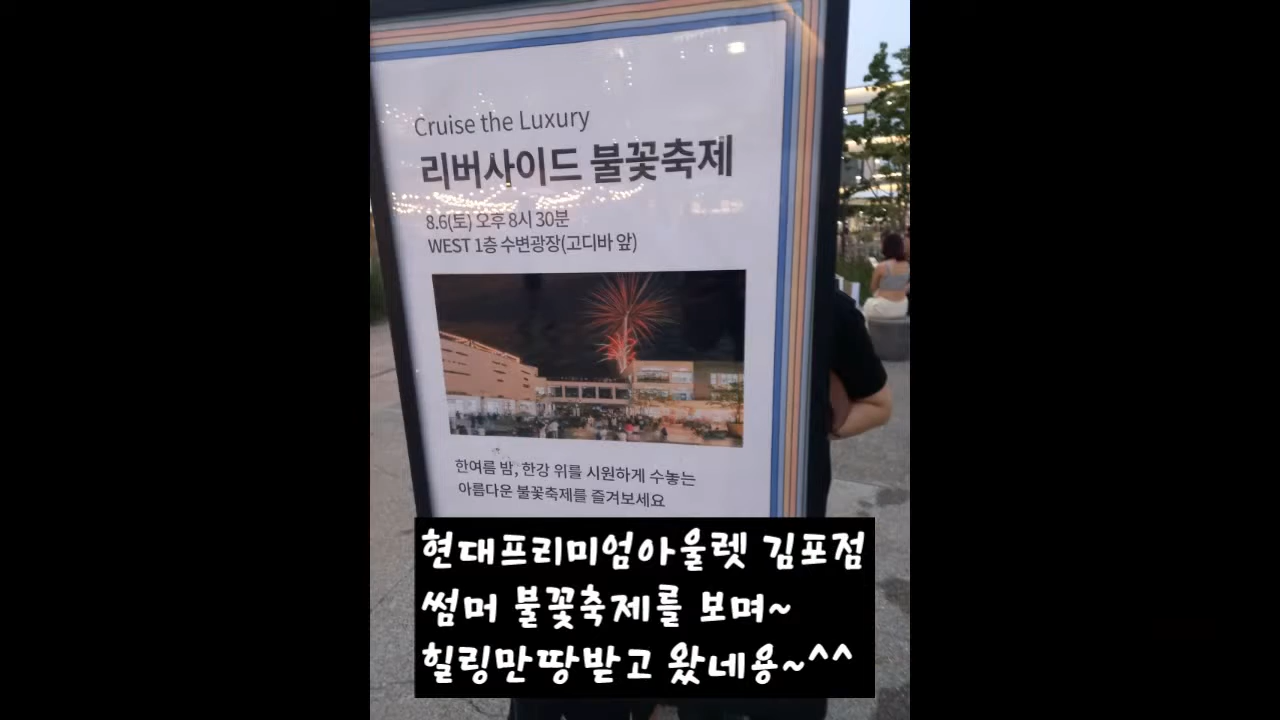 Cruise the Luxury
리버사이드 불꽃축제
8.6(토) 오후 8시 30분
WEST 1층 수변광장(고디바 앞)
한여름 밤, 한강 위를 시원하게 수놓는
아름다운 불꽃축제를 즐겨보세요
현대프리미엄아울렛 김포점
썸머 불꽃축제를 보며~
힐링만땅받고 왔네용~^^